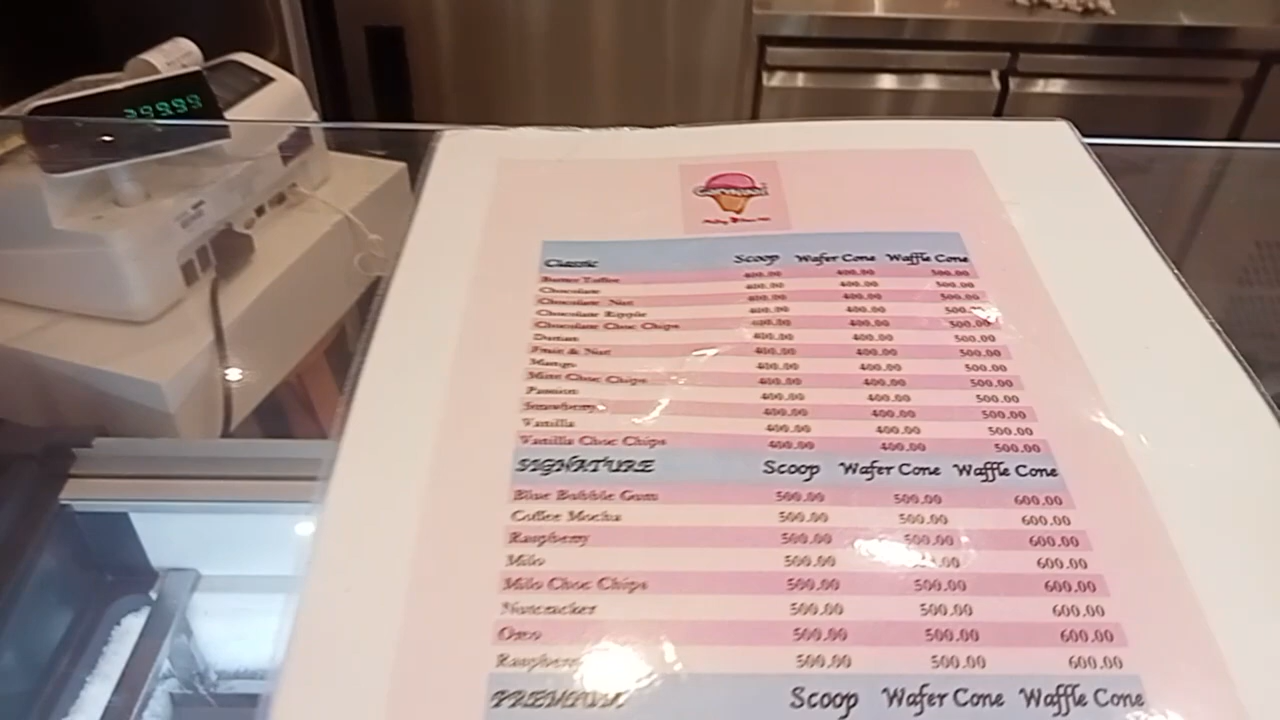 29999
Classic Scoop Wafer Cone Waffle Cone
Butter Toffee 400.00 400.00 500.00
Chocolate 400.00 400.00 500.00
Chocolate Nut 400.00 400.00 500.00
Chocolate Ripple 400.00 400.00 500.00
Chocolate Choc Chips 400.00 400.00 500.00
Durian 400.00 400.00 500.00
Fruit & Nut 400.00 400.00 500.00
Mango 400.00 400.00 500.00
Mint Choc Chips 400.00 400.00 500.00
Passion 400.00 400.00 500.00
Strawberry 400.00 400.00 500.00
Vanilla 400.00 400.00 500.00
Vanilla Choc Chips 400.00 400.00 500.00
SIGNATURE Scoop Wafer Cone Waffle Cone
Blue Bubble Gum 500.00 500.00 600.00
Coffee Mocha 500.00 500.00 600.00
Raspberry 500.00 500.00 600.00
Milo 500.00 600.00
Milo Choc Chips 500.00 500.00 600.00
Nutcracker 500.00 500.00 600.00
Oreo 500.00 500.00 600.00
Raspberry 500.00 500.00 600.00
PREMIUM Scoop Wafer Cone Waffle Cone